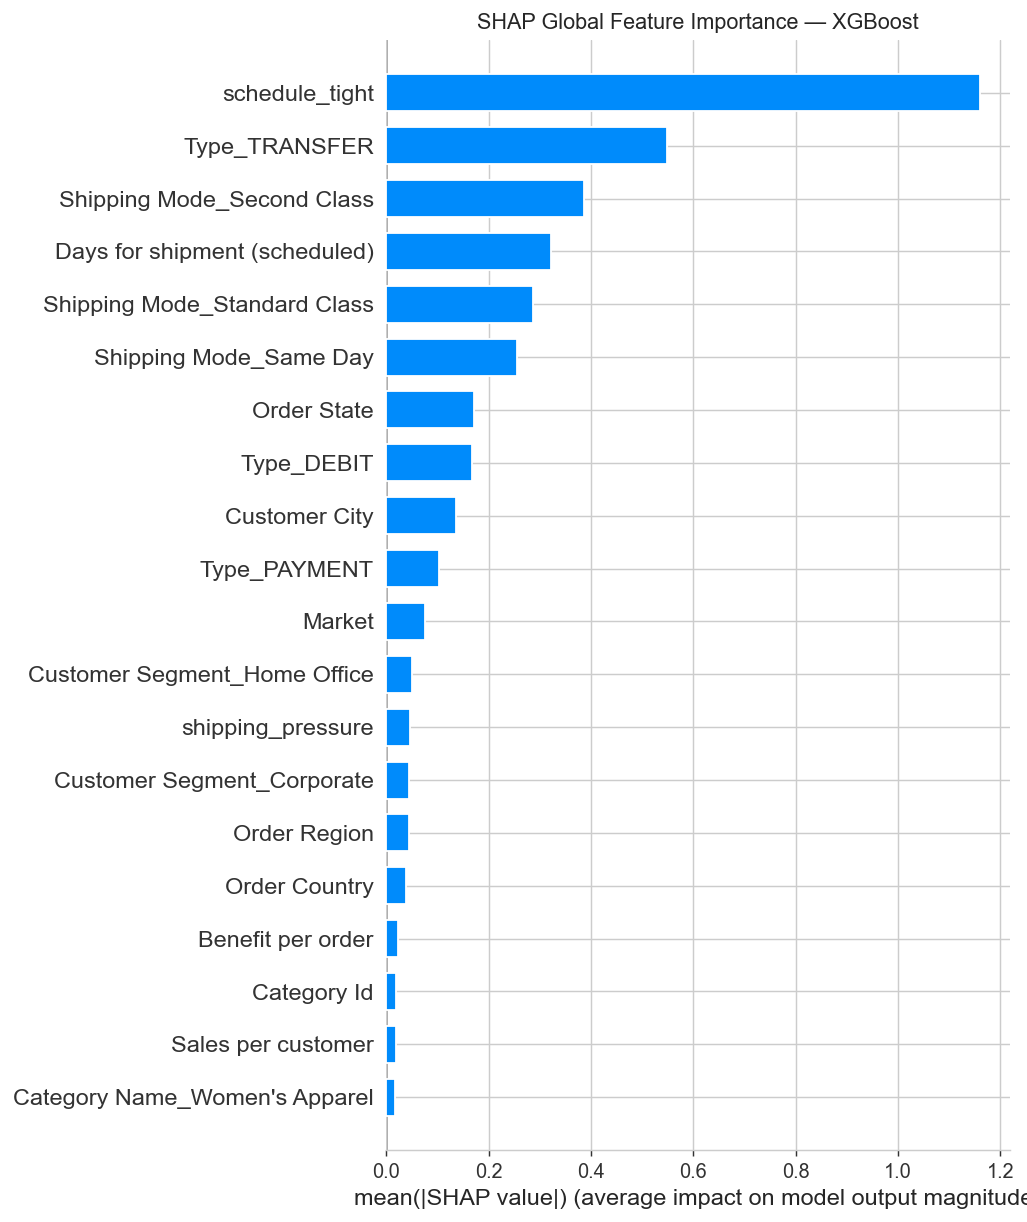 SHAP Global Feature Importance — XGBoost
schedule_tight
Type_TRANSFER
Shipping Mode_Second Class
Days for shipment (scheduled)
Shipping Mode_Standard Class
Shipping Mode_Same Day
Order State
Type_DEBIT
Customer City
Type_PAYMENT
Market
Customer Segment_Home Office
shipping_pressure
Customer Segment_Corporate
Order Region
Order Country
Benefit per order
Category Id
Sales per customer
Category Name_Women's Apparel
0.0 0.2 0.4 0.6 0.8 1.0 1.2
mean(|SHAP value|) (average impact on model output magnitude